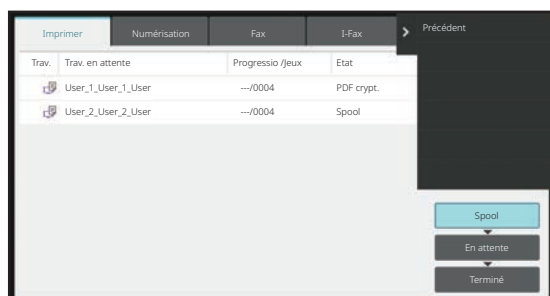 Imprimer Numérisation Fax I-Fax Précédent
Trav. Trav. en attente Progressio /Jeux Etat
User_1_User_1_User ---/0004 PDF crypt.
User_2_User_2_User ---/0004 Spool
Spool
En attente
Terminé